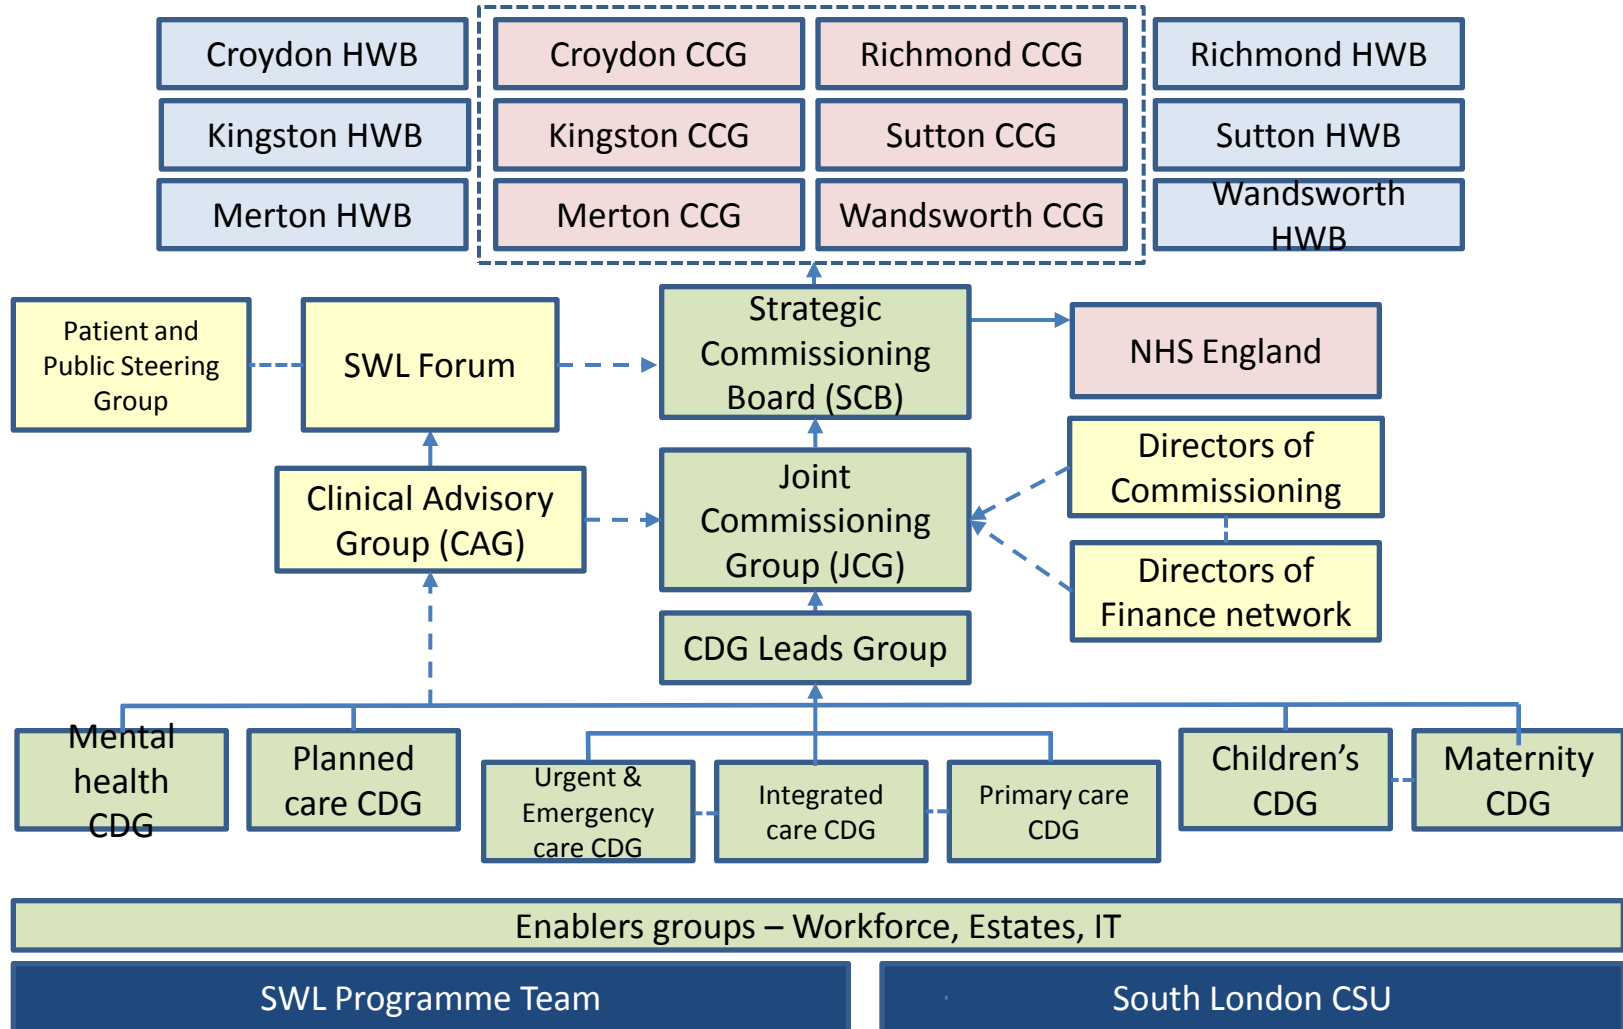 Croydon HWB
Croydon CCG
Richmond CCG
Richmond HWB
Kingston HWB
Kingston CCG
Sutton CCG
Sutton HWB
Merton HWB
Merton CCG
Wandsworth CCG
Wandsworth
HWB
Patient and
Public Steering
Group
SWL Forum
Strategic
Commissioning
Board (SCB)
NHS England
Clinical Advisory
Group (CAG)
Joint
Commissioning
Group (JCG)
Directors of
Commissioning
Directors of
Finance network
CDG Leads Group
Mental
health
CDG
Planned
care CDG
Urgent &
Emergency
care CDG
Integrated
care CDG
Primary care
CDG
Children’s
CDG
Maternity
CDG
Enablers groups – Workforce, Estates, IT
SWL Programme Team
South London CSU